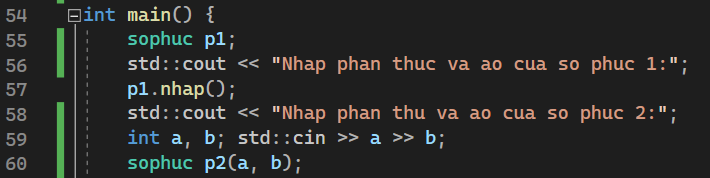 54 int main() {
55 sophuc p1;
56 std::cout << "Nhap phan thuc va ao cua so phuc 1:";
57 p1.nhap();
58 std::cout << "Nhap phan thu va ao cua so phuc 2:";
59 int a, b; std::cin >> a >> b;
60 sophuc p2(a, b);